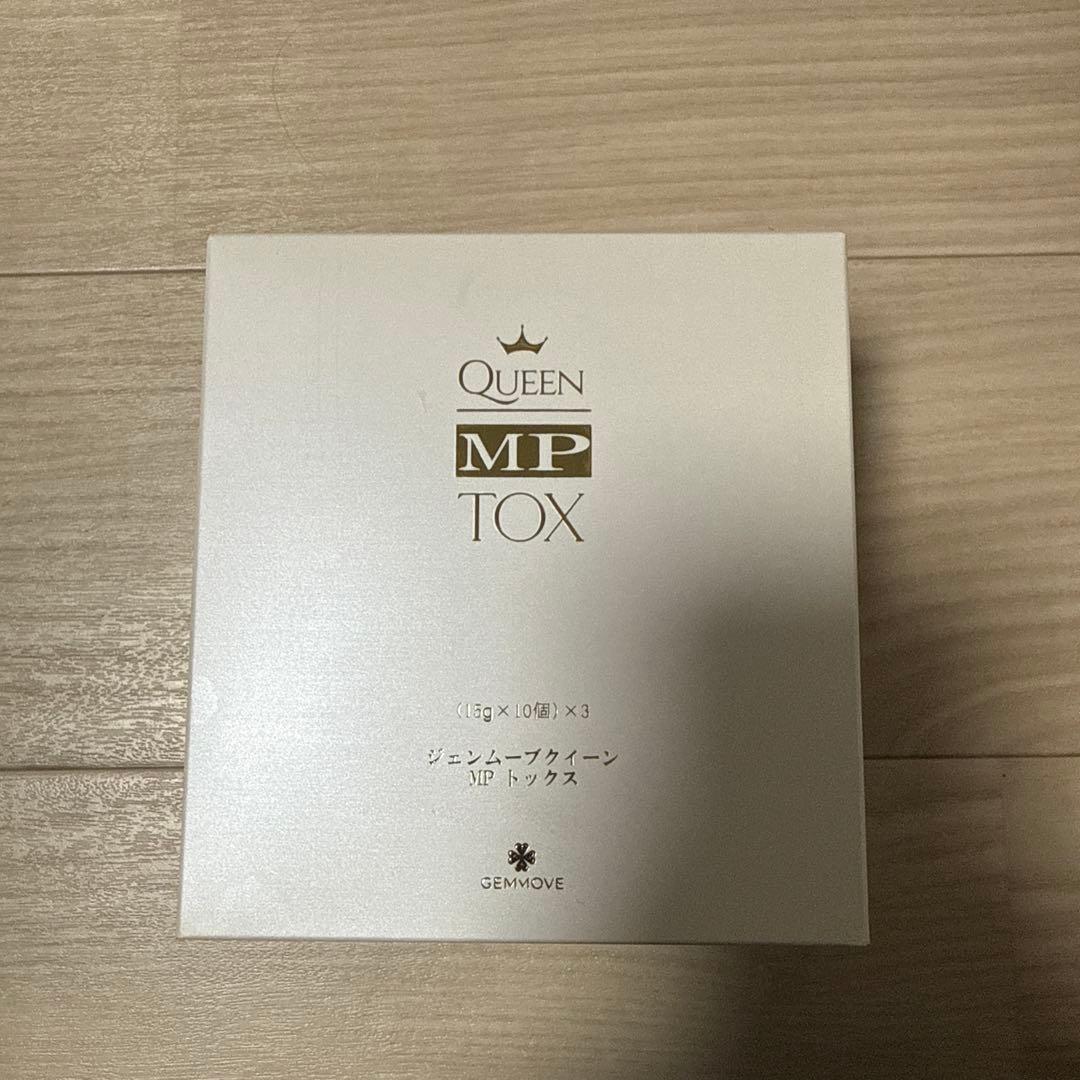 QUEEN
MP
TOX
(15g×10個)×3
ジェンムーブクイーン
MP トックス
GEMMOVE